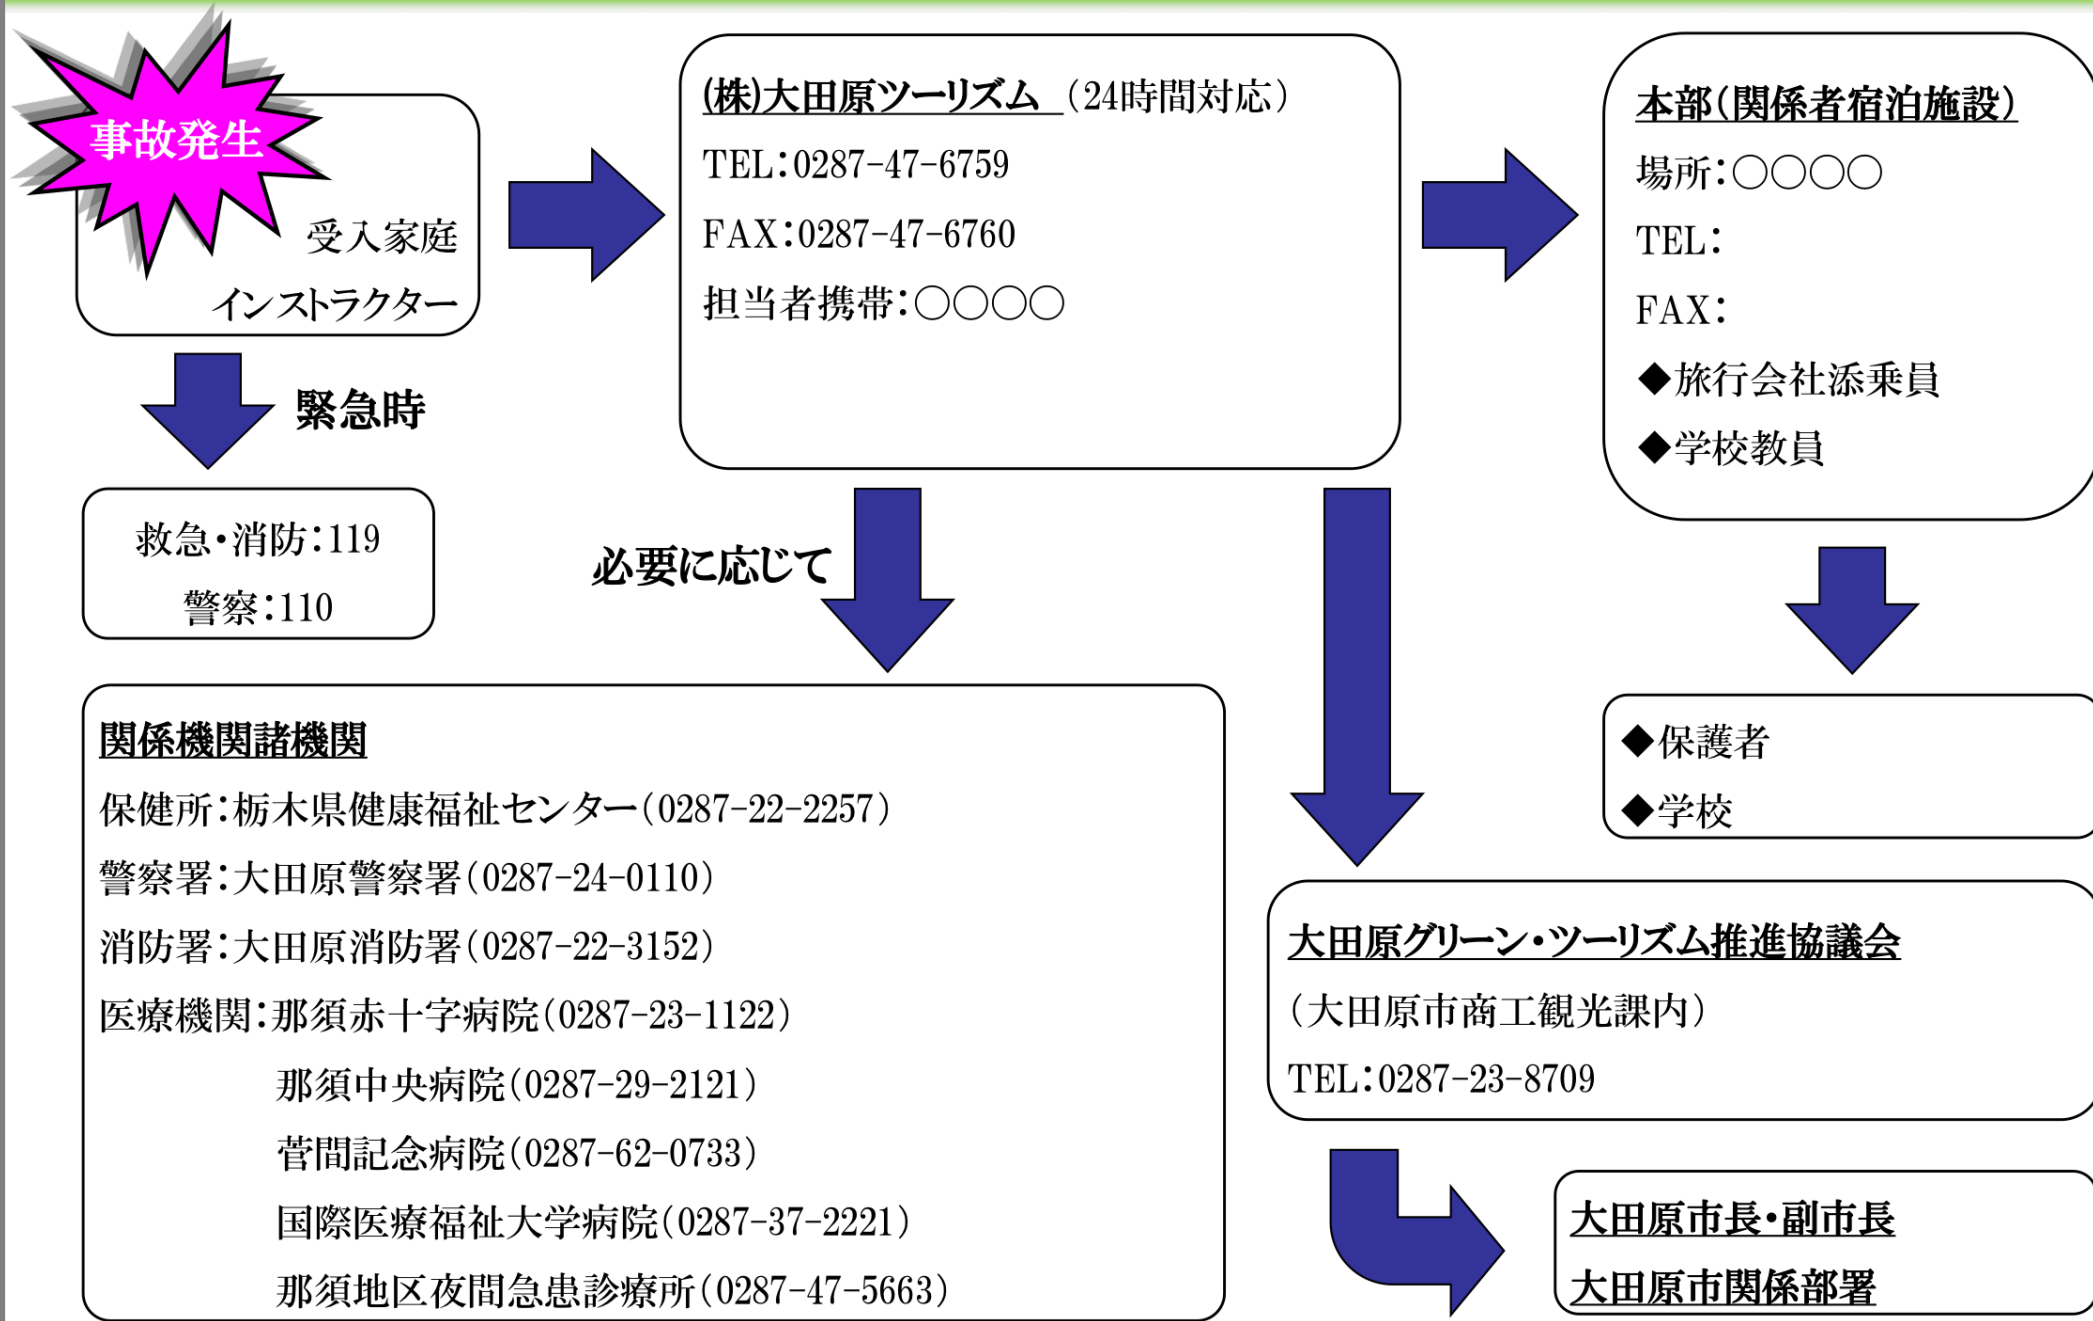 事故発生
受入家庭
インストラクター
(株)大田原ツーリズム （24時間対応）
TEL：0287-47-6759
FAX：0287-47-6760
担当者携帯：○○○○
本部（関係者宿泊施設）
場所：○○○○
TEL：
FAX：
◆旅行会社添乗員
◆学校教員
緊急時
救急・消防：119
警察：110
必要に応じて
◆保護者
◆学校
関係機関諸機関
保健所：栃木県健康福祉センター（0287-22-2257）
警察署：大田原警察署（0287-24-0110）
消防署：大田原消防署（0287-22-3152）
医療機関：那須赤十字病院（0287-23-1122）
那須中央病院（0287-29-2121）
菅間記念病院（0287-62-0733）
国際医療福祉大学病院（0287-37-2221）
那須地区夜間急患診療所（0287-47-5663）
大田原グリーン・ツーリズム推進協議会
（大田原市商工観光課内）
TEL：0287-23-8709
大田原市長・副市長
大田原市関係部署